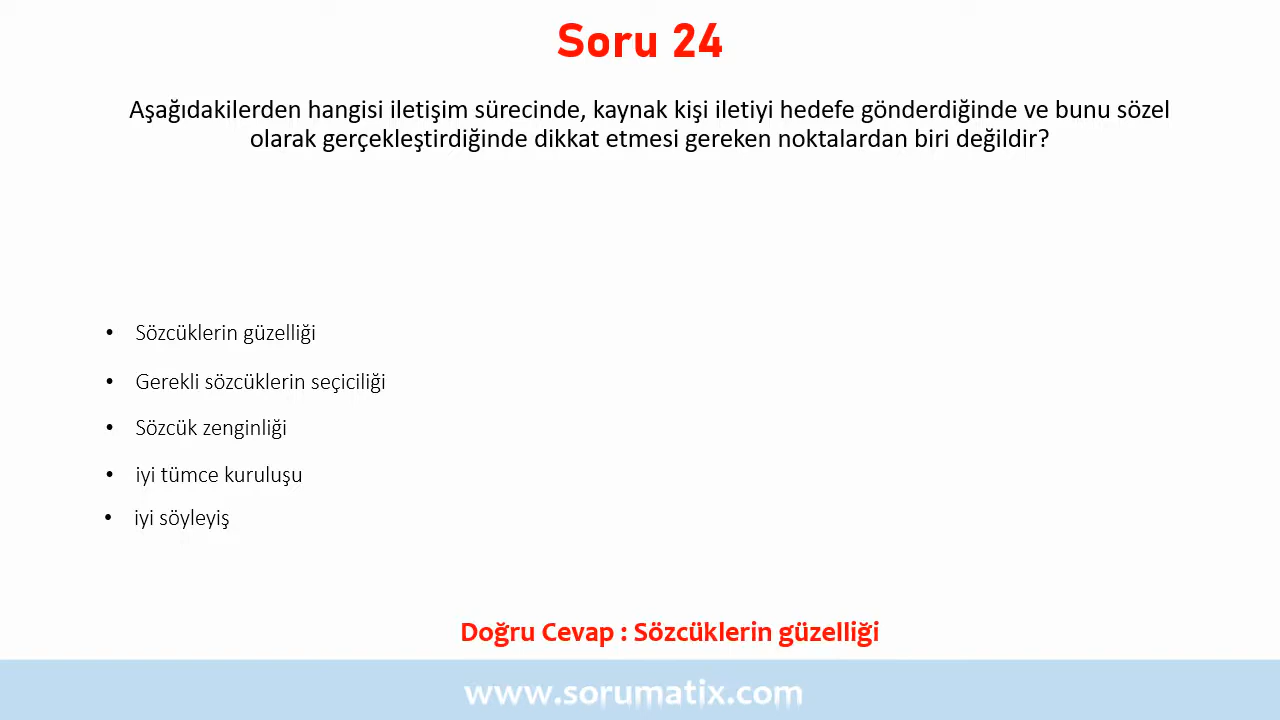 Soru 24
Aşağıdakilerden hangisi iletişim sürecinde, kaynak kişi iletiyi hedefe gönderdiğinde ve bunu sözel
olarak gerçekleştirdiğinde dikkat etmesi gereken noktalardan biri değildir?
• Sözcüklerin güzelliği
• Gerekli sözcüklerin seçiciliği
• Sözcük zenginliği
• iyi tümce kuruluşu
• iyi söyleyiş
Doğru Cevap : Sözcüklerin güzelliği
www.sorumatix.com